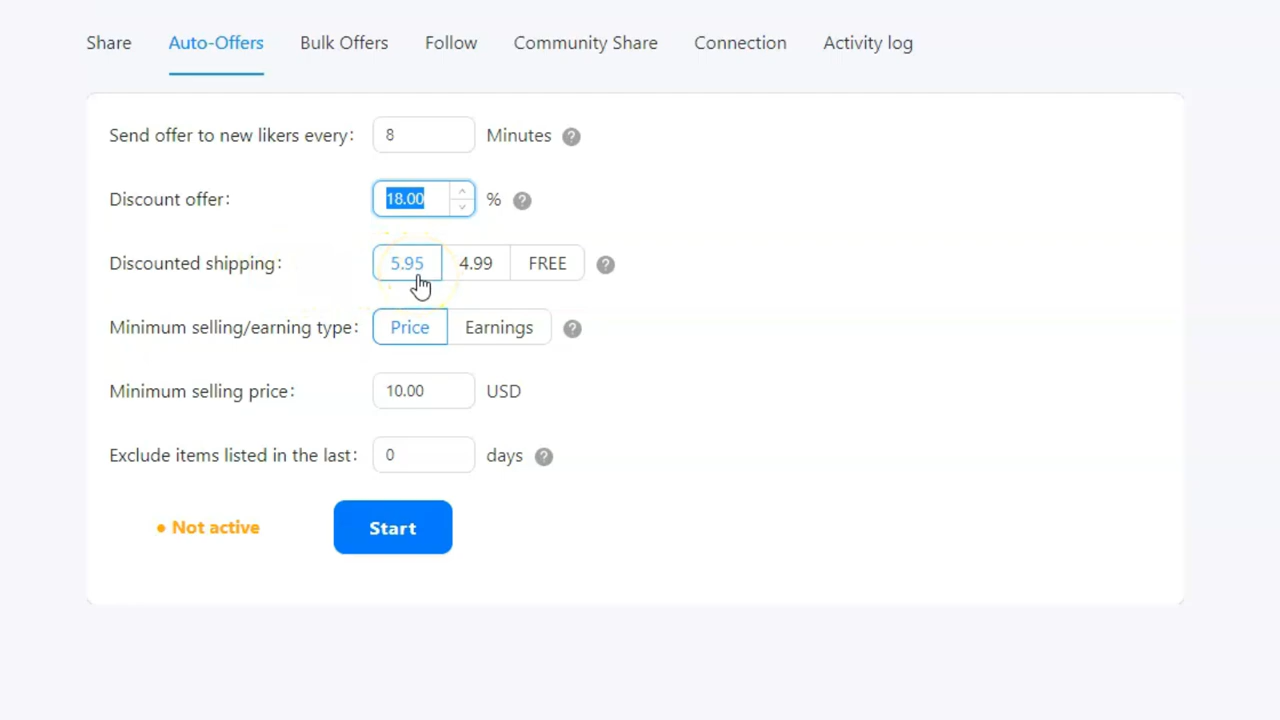 Share Auto-Offers Bulk Offers Follow Community Share Connection Activity log
Send offer to new likers every: 8 Minutes ?
Discount offer: 18.00 % ?
Discounted shipping: 5.95 4.99 FREE ?
Minimum selling/earning type: Price Earnings ?
Minimum selling price: 10.00 USD
Exclude items listed in the last: 0 days ?
Not active Start